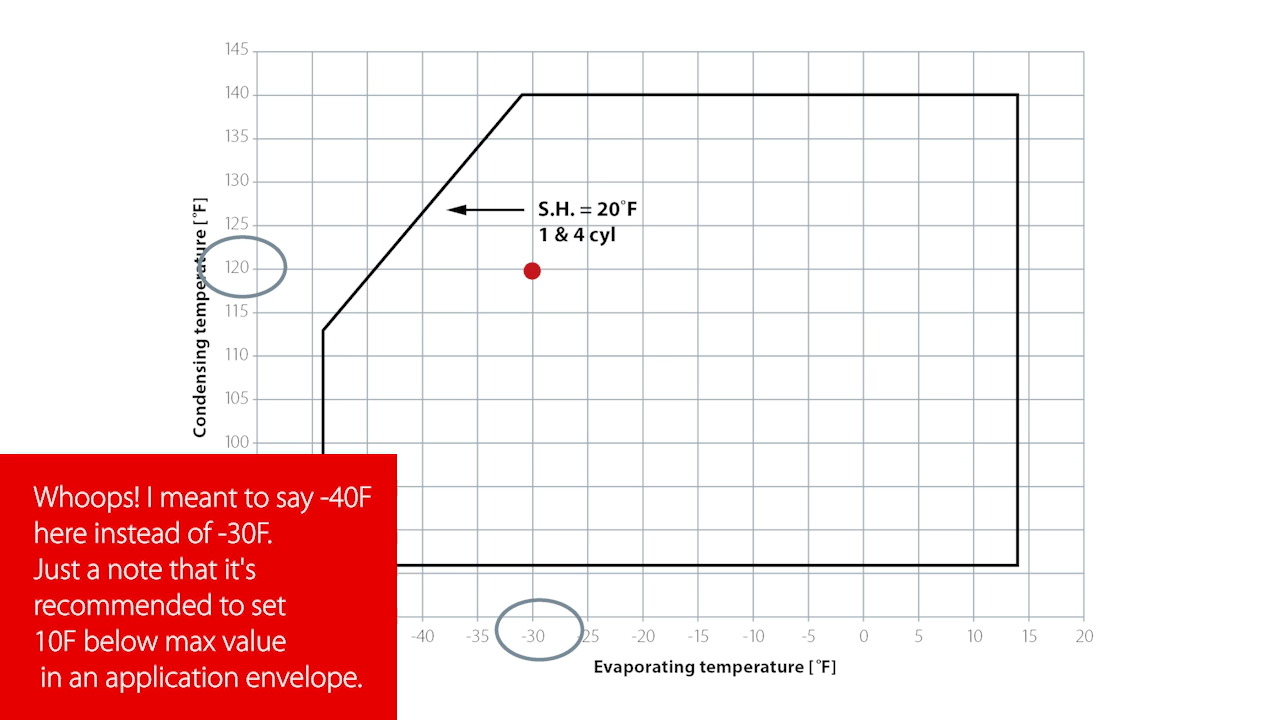 145
140
135
130
125
120
115
110
105
100
Condensing temperature [°F]
S.H. = 20°F
1 & 4 cyl
Whoops! I meant to say -40F
here instead of -30F.
Just a note that it's
recommended to set
10F below max value
in an application envelope.
-40 -35 -30 -25 -20 -15 -10 -5 0 5 10 15 20
Evaporating temperature [°F]